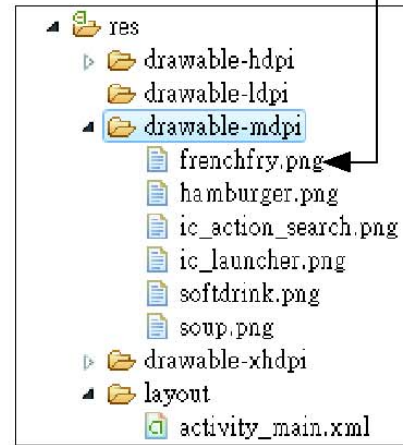 res
drawable-hdpi
drawable-ldpi
drawable-mdpi
frenchfry.png
hamburger.png
ic_action_search.png
ic_launcher.png
softdrink.png
soup.png
drawable-xhdpi
layout
activity_main.xml